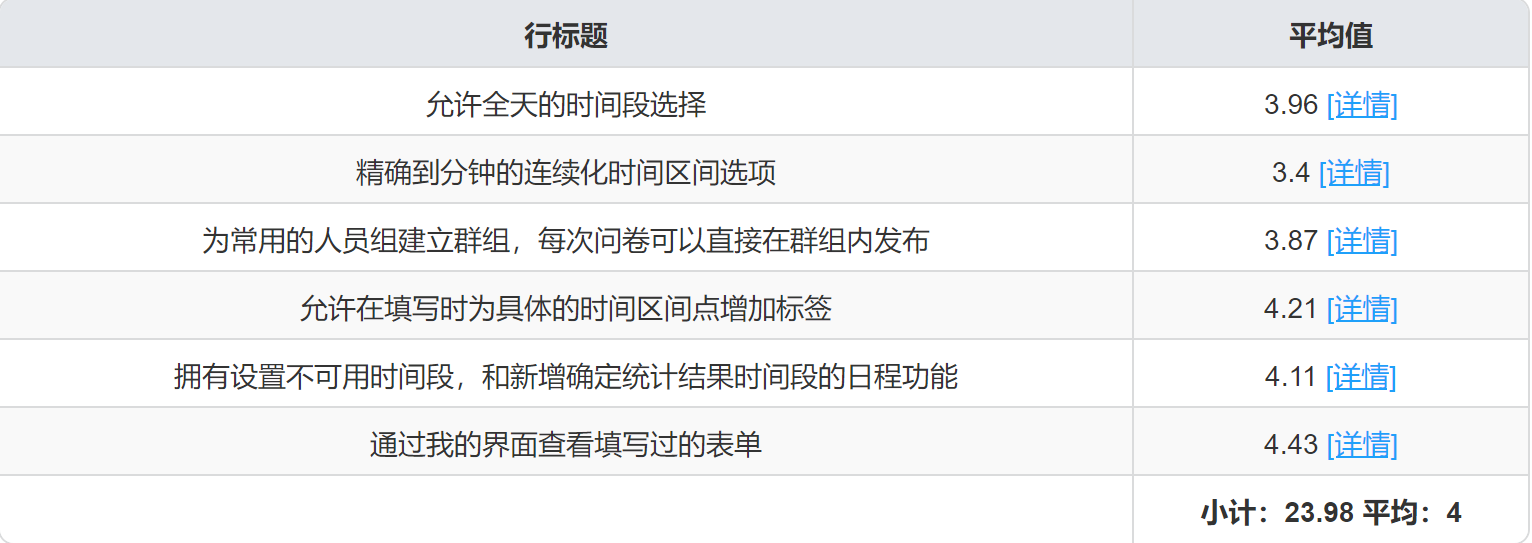 行标题 平均值
允许全天的时间段选择 3.96 [详情]
精确到分钟的连续化时间区间选项 3.4 [详情]
为常用的人员组建立群组，每次问卷可以直接在群组内发布 3.87 [详情]
允许在填写时为具体的时间区间点增加标签 4.21 [详情]
拥有设置不可用时间段，和新增确定统计结果时间段的日程功能 4.11 [详情]
通过我的界面查看填写过的表单 4.43 [详情]
小计：23.98 平均：4